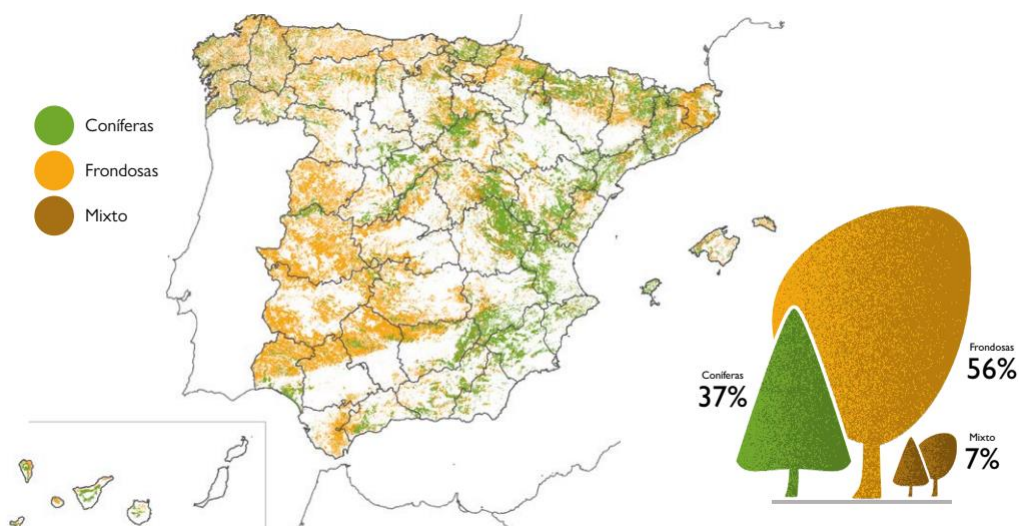 Coníferas
Frondosas
Mixto
Frondosas
56%
Coníferas
37%
Mixto
7%